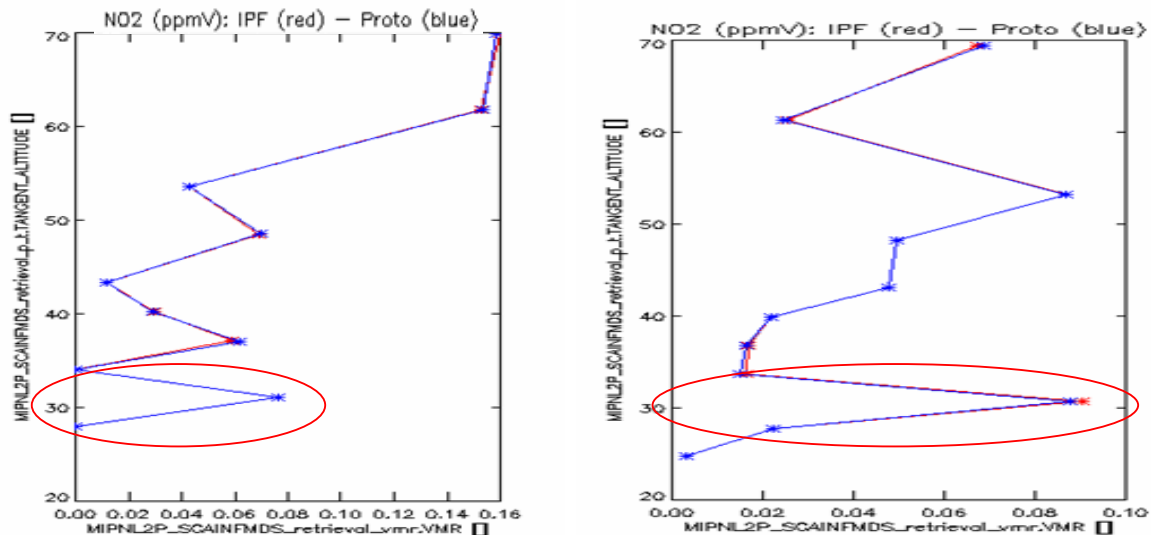 NO2 (ppmV): IPF (red) — Proto (blue)
70
60
50
40
30
20
MIPNL2P_SCAINFMDS_retrieval_p_t.TANGENT_ALTITUDE []
0.00 0.02 0.04 0.06 0.08 0.10 0.12 0.14 0.16
MIPNL2P_SCAINFMDS_retrieval_vmr.VMR []
NO2 (ppmV): IPF (red) — Proto (blue)
70
60
50
40
30
20
MIPNL2P_SCAINFMDS_retrieval_p_t.TANGENT_ALTITUDE []
0.00 0.02 0.04 0.06 0.08 0.10
MIPNL2P_SCAINFMDS_retrieval_vmr.VMR []